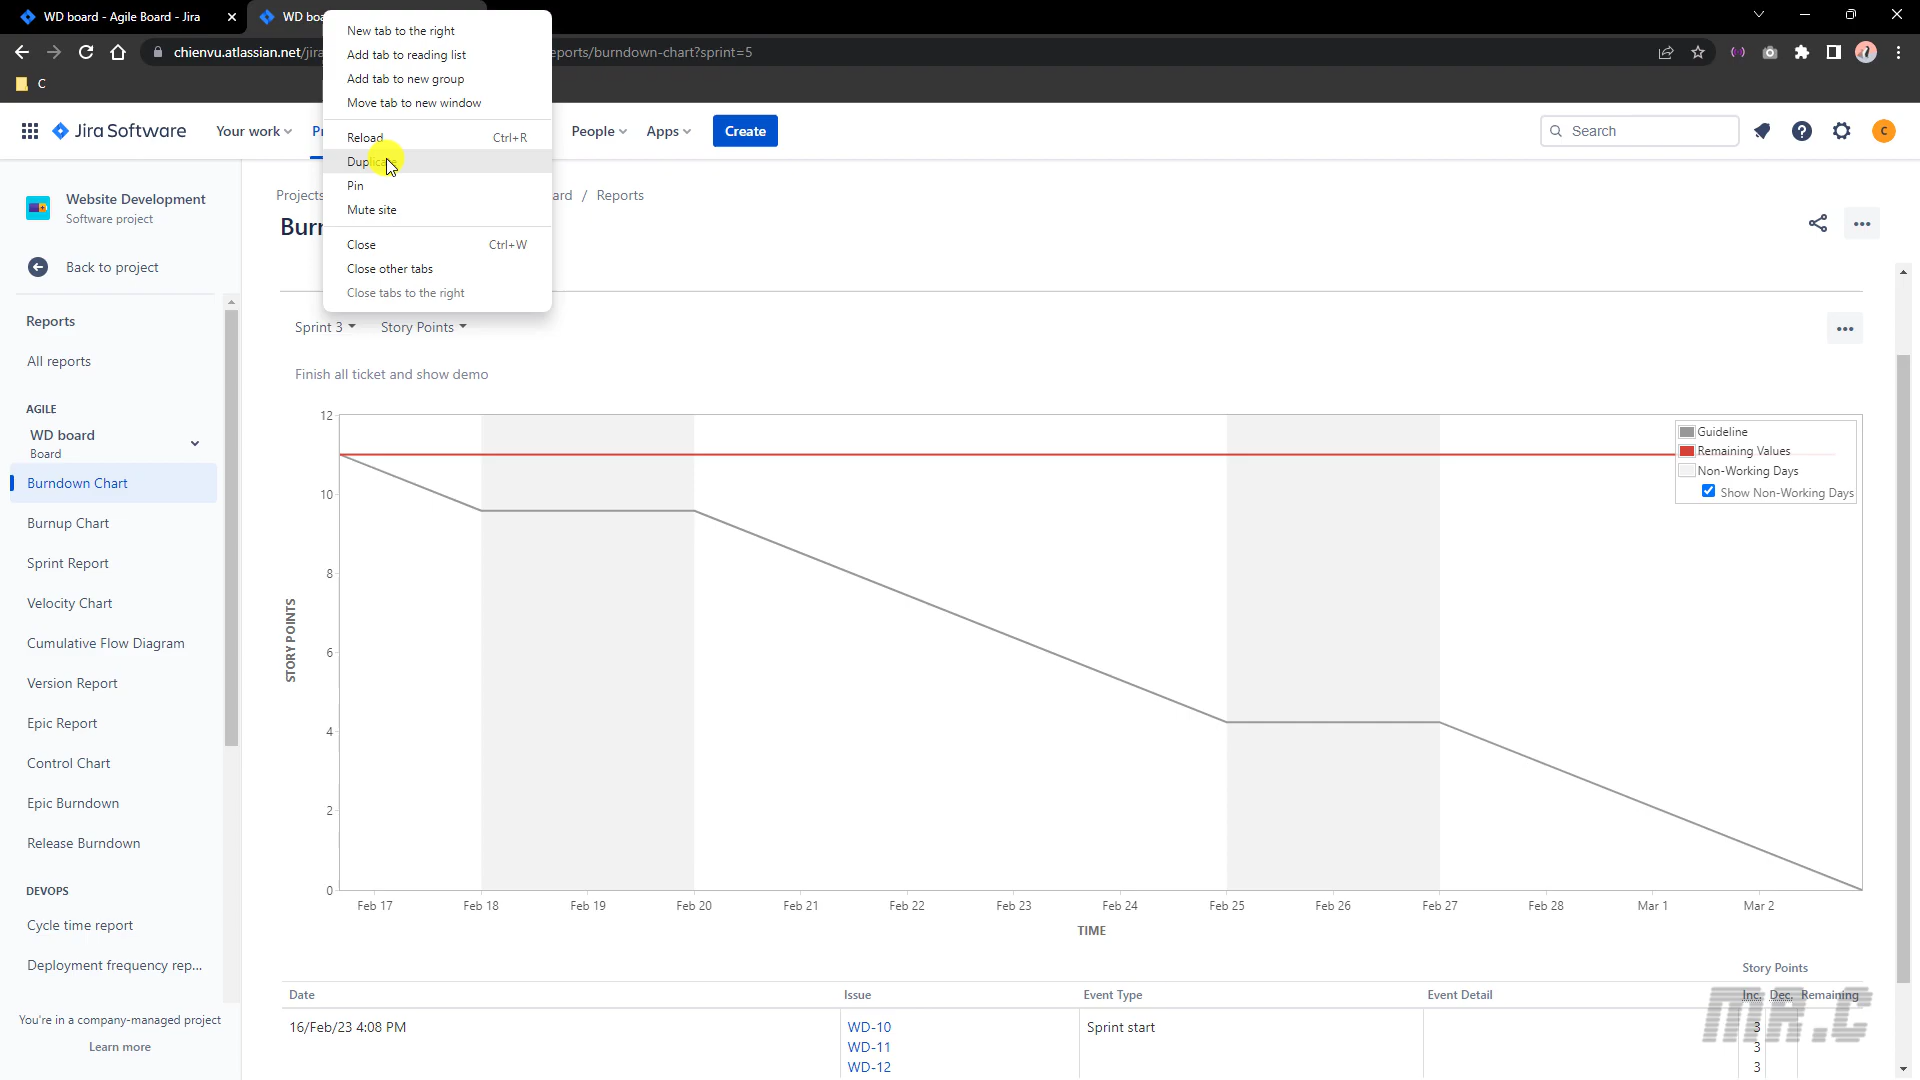 WD board - Agile Board - Jira
WD boa
New tab to the right
Add tab to reading list
Add tab to new group
Move tab to new window
Reload Ctrl+R
Duplicate
Pin
Mute site
Close Ctrl+W
Close other tabs
Close tabs to the right
chienvu.atlassian.net/jira
eports/burndown-chart?sprint=5
C
Jira Software
Your work
Pr
People
Apps
Create
Search
C
Website Development
Software project
Back to project
Reports
All reports
AGILE
WD board
Board
Burndown Chart
Burnup Chart
Sprint Report
Velocity Chart
Cumulative Flow Diagram
Version Report
Epic Report
Control Chart
Epic Burndown
Release Burndown
DEVOPS
Cycle time report
Deployment frequency rep...
You're in a company-managed project
Learn more
Projects
ard / Reports
Burn
Sprint 3
Story Points
Finish all ticket and show demo
12
10
8
6
4
2
0
STORY POINTS
Guideline
Remaining Values
Non-Working Days
Show Non-Working Days
Feb 17 Feb 18 Feb 19 Feb 20 Feb 21 Feb 22 Feb 23 Feb 24 Feb 25 Feb 26 Feb 27 Feb 28 Mar 1 Mar 2
TIME
Story Points
Date Issue Event Type Event Detail Inc. Dec. Remaining
16/Feb/23 4:08 PM WD-10 Sprint start 3
WD-11 3
WD-12 3
MR.C